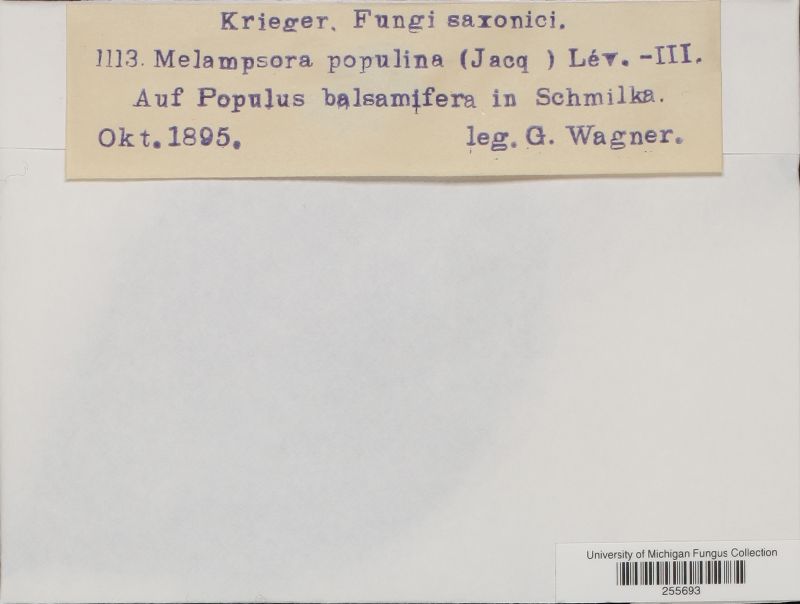 Krieger, Fungi saxonici.
1113. Melampsora populina (Jacq ) Lév. -III.
Auf Populus balsamifera in Schmilka.
Okt. 1895. leg. G. Wagner.
University of Michigan Fungus Collection
255693